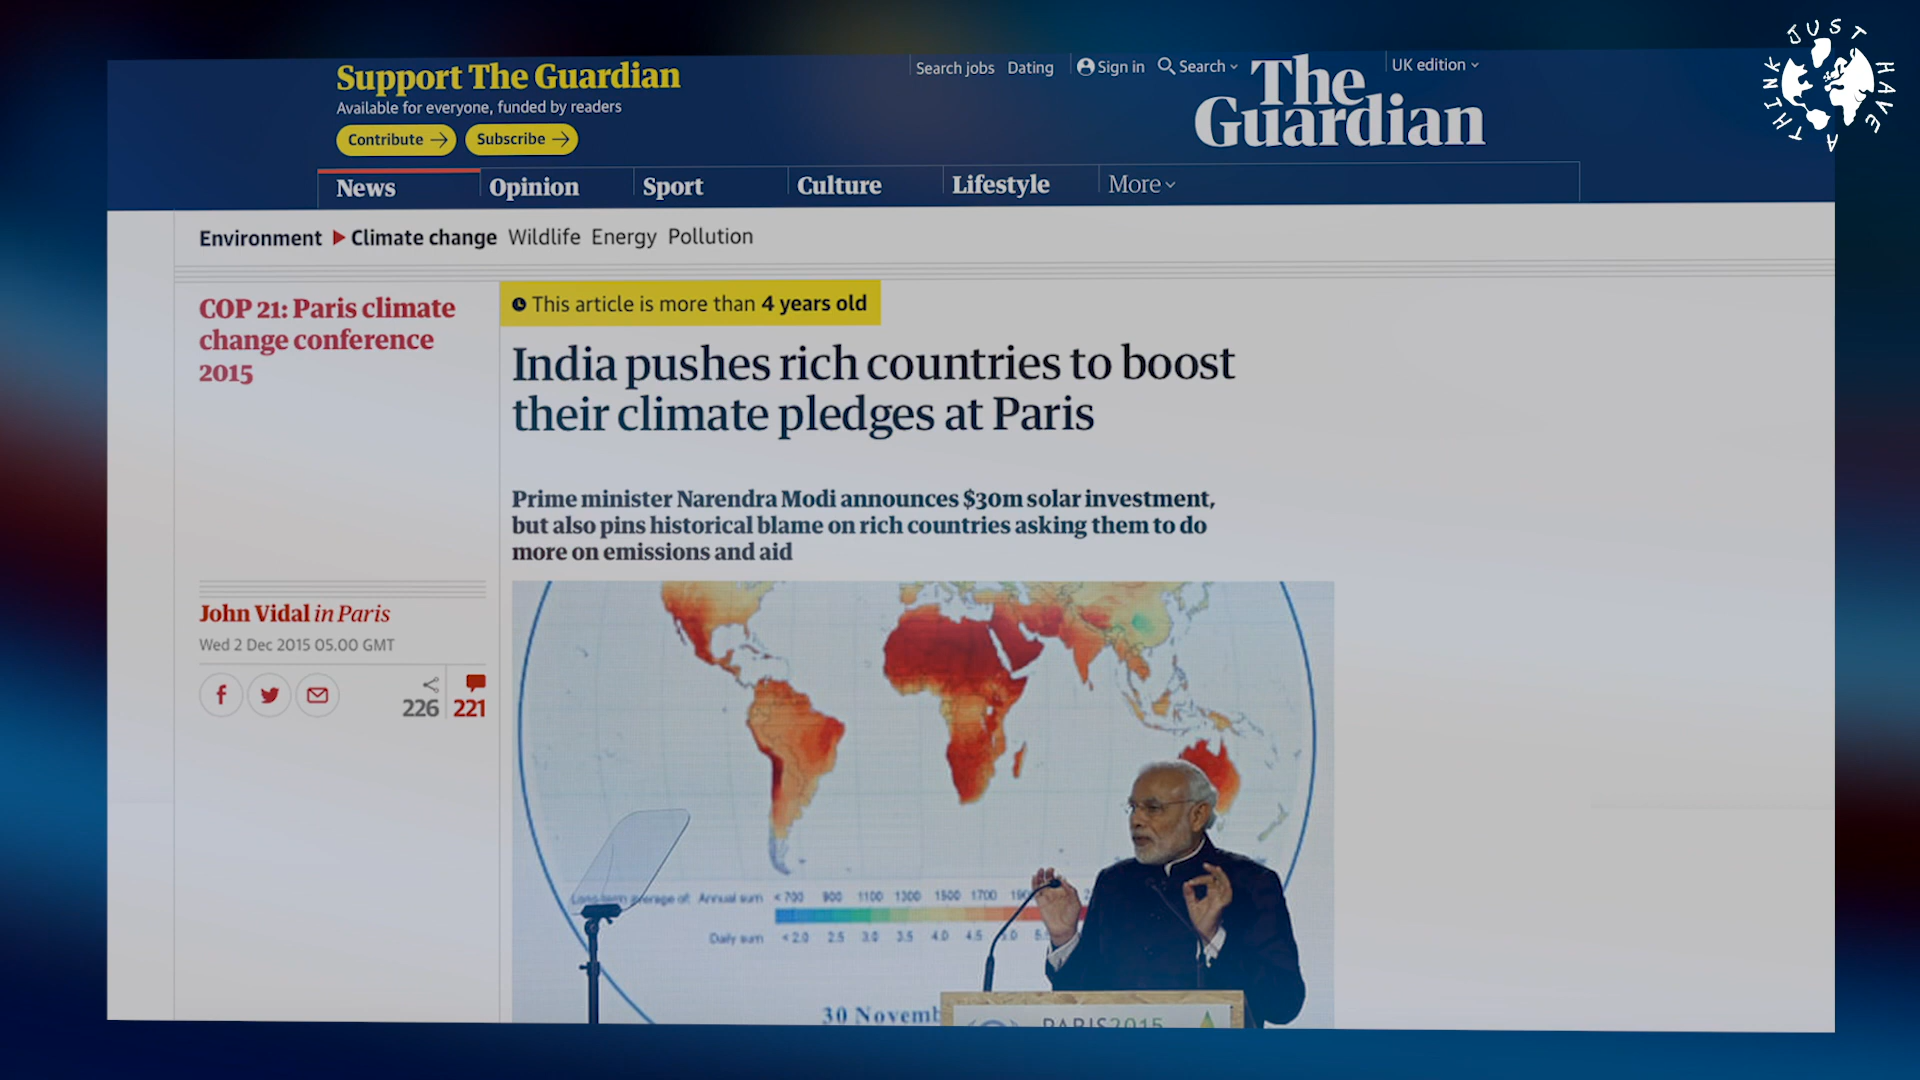 JUST HAVE A THINK
Support The Guardian
Available for everyone, funded by readers
Contribute
Subscribe
Search jobs Dating Sign in Search
UK edition
The
Guardian
News Opinion Sport Culture Lifestyle More
Environment Climate change Wildlife Energy Pollution
COP 21: Paris climate
change conference
2015
This article is more than 4 years old
India pushes rich countries to boost
their climate pledges at Paris
Prime minister Narendra Modi announces $30m solar investment,
but also pins historical blame on rich countries asking them to do
more on emissions and aid
John Vidal in Paris
Wed 2 Dec 2015 05.00 GMT
226 221
average of: Annual sum <700 900 1100 1300 1500 1700
Daily sum <2.0 2.5 3.0 3.5 4.0 4.5
30 Novemb
PARIS2015